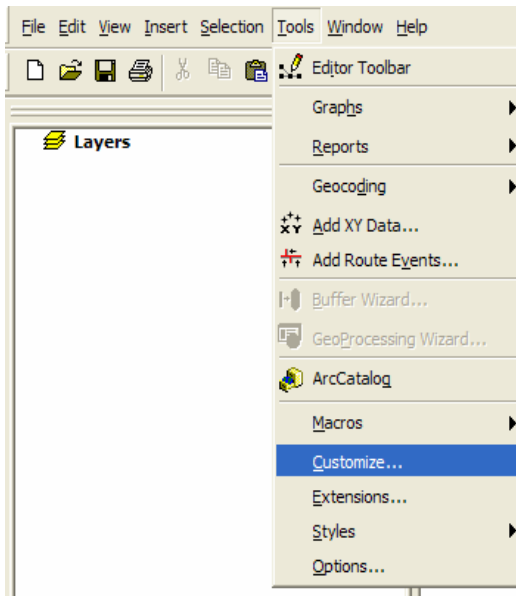 File Edit View Insert Selection Tools Window Help
Editor Toolbar
Graphs
Layers
Reports
Geocoding
Add XY Data...
Add Route Events...
Buffer Wizard...
GeoProcessing Wizard...
ArcCatalog
Macros
Customize...
Extensions...
Styles
Options...